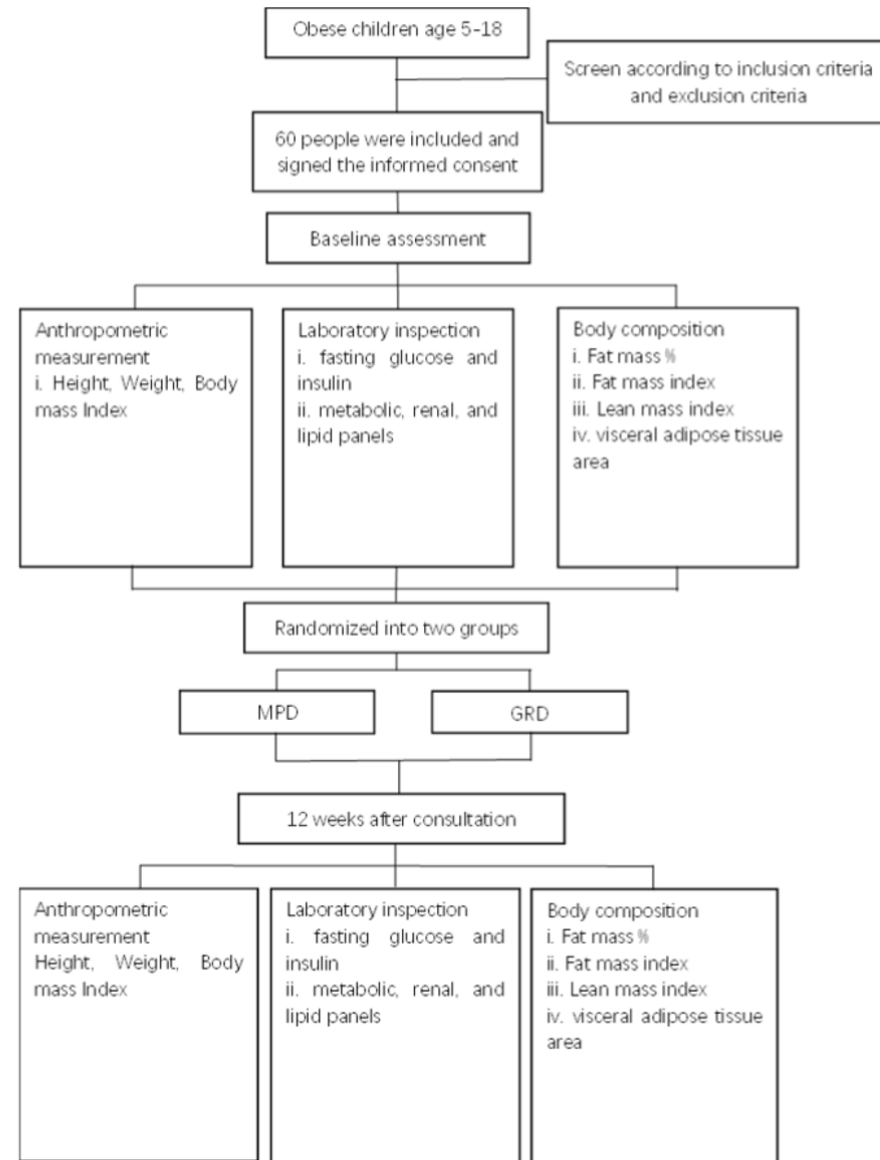 Obese children age 5-18
Screen according to inclusion criteria
and exclusion criteria
60 people were included and
signed the informed consent
Baseline assessment
Anthropometric
measurement
i. Height, Weight, Body
mass Index
Laboratory inspection
i. fasting glucose and
insulin
ii. metabolic, renal, and
lipid panels
Body composition
i. Fat mass %
ii. Fat mass index
iii. Lean mass index
iv. visceral adipose tissue
area
Randomized into two groups
MPD
GRD
12 weeks after consultation
Anthropometric
measurement
Height, Weight, Body
mass Index
Laboratory inspection
i. fasting glucose and
insulin
ii. metabolic, renal, and
lipid panels
Body composition
i. Fat mass %
ii. Fat mass index
iii. Lean mass index
iv. visceral adipose tissue
area